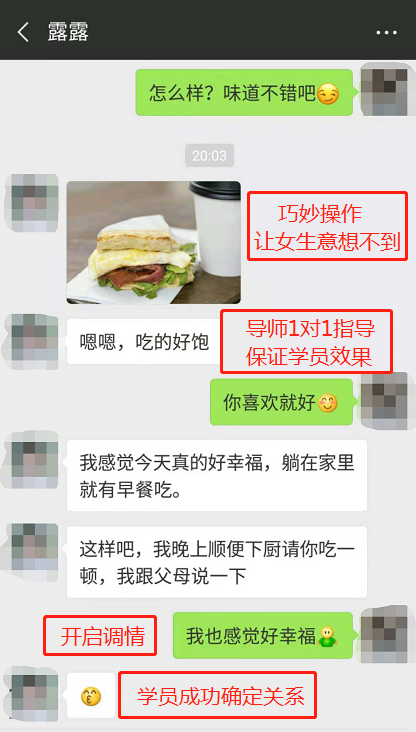 露露
怎么样？味道不错吧😏
20:03
巧妙操作
让女生意想不到
嗯嗯，吃的好饱
导师1对1指导
保证学员效果
你喜欢就好😊
我感觉今天真的好幸福，躺在家里
就有早餐吃。
这样吧，我晚上顺便下厨请你吃一
顿，我跟父母说一下
开启调情
我也感觉好幸福
学员成功确定关系